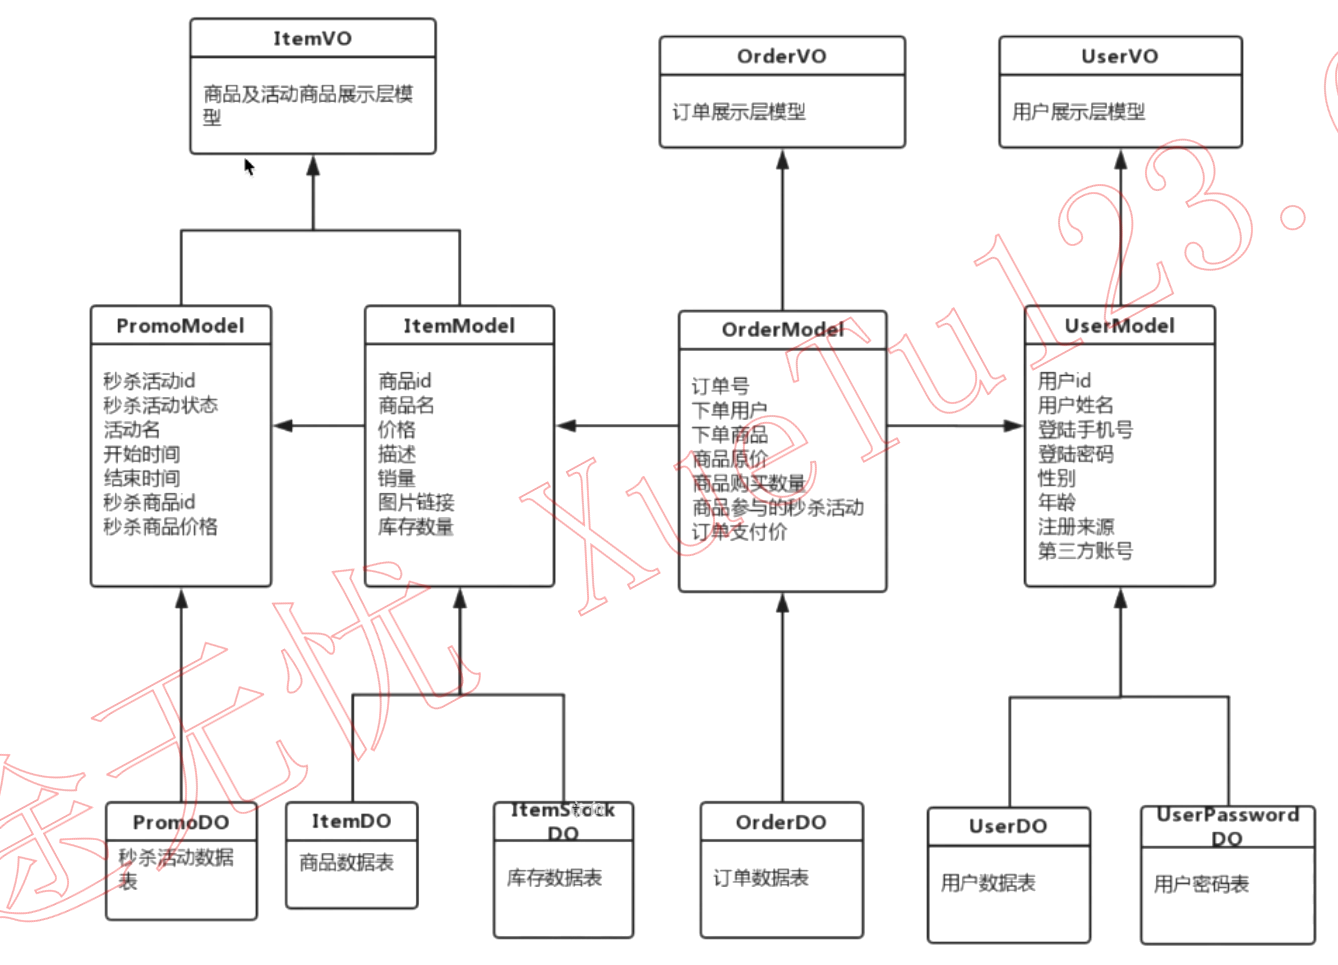 ItemVO
商品及活动商品展示层模
型
OrderVO
订单展示层模型
UserVO
用户展示层模型
PromoModel
秒杀活动id
秒杀活动状态
活动名
开始时间
结束时间
秒杀商品id
秒杀商品价格
ItemModel
商品id
商品名
价格
描述
销量
图片链接
库存数量
OrderModel
订单号
下单用户
下单商品
商品原价
商品购买数量
商品参与的秒杀活动
订单支付价
UserModel
用户id
用户姓名
登陆手机号
登陆密码
性别
年龄
注册来源
第三方账号
PromoDO
秒杀活动数据
表
ItemDO
商品数据表
ItemStock
DO
库存数据表
OrderDO
订单数据表
UserDO
用户数据表
UserPassword
DO
用户密码表
途无忧 XueTu123.